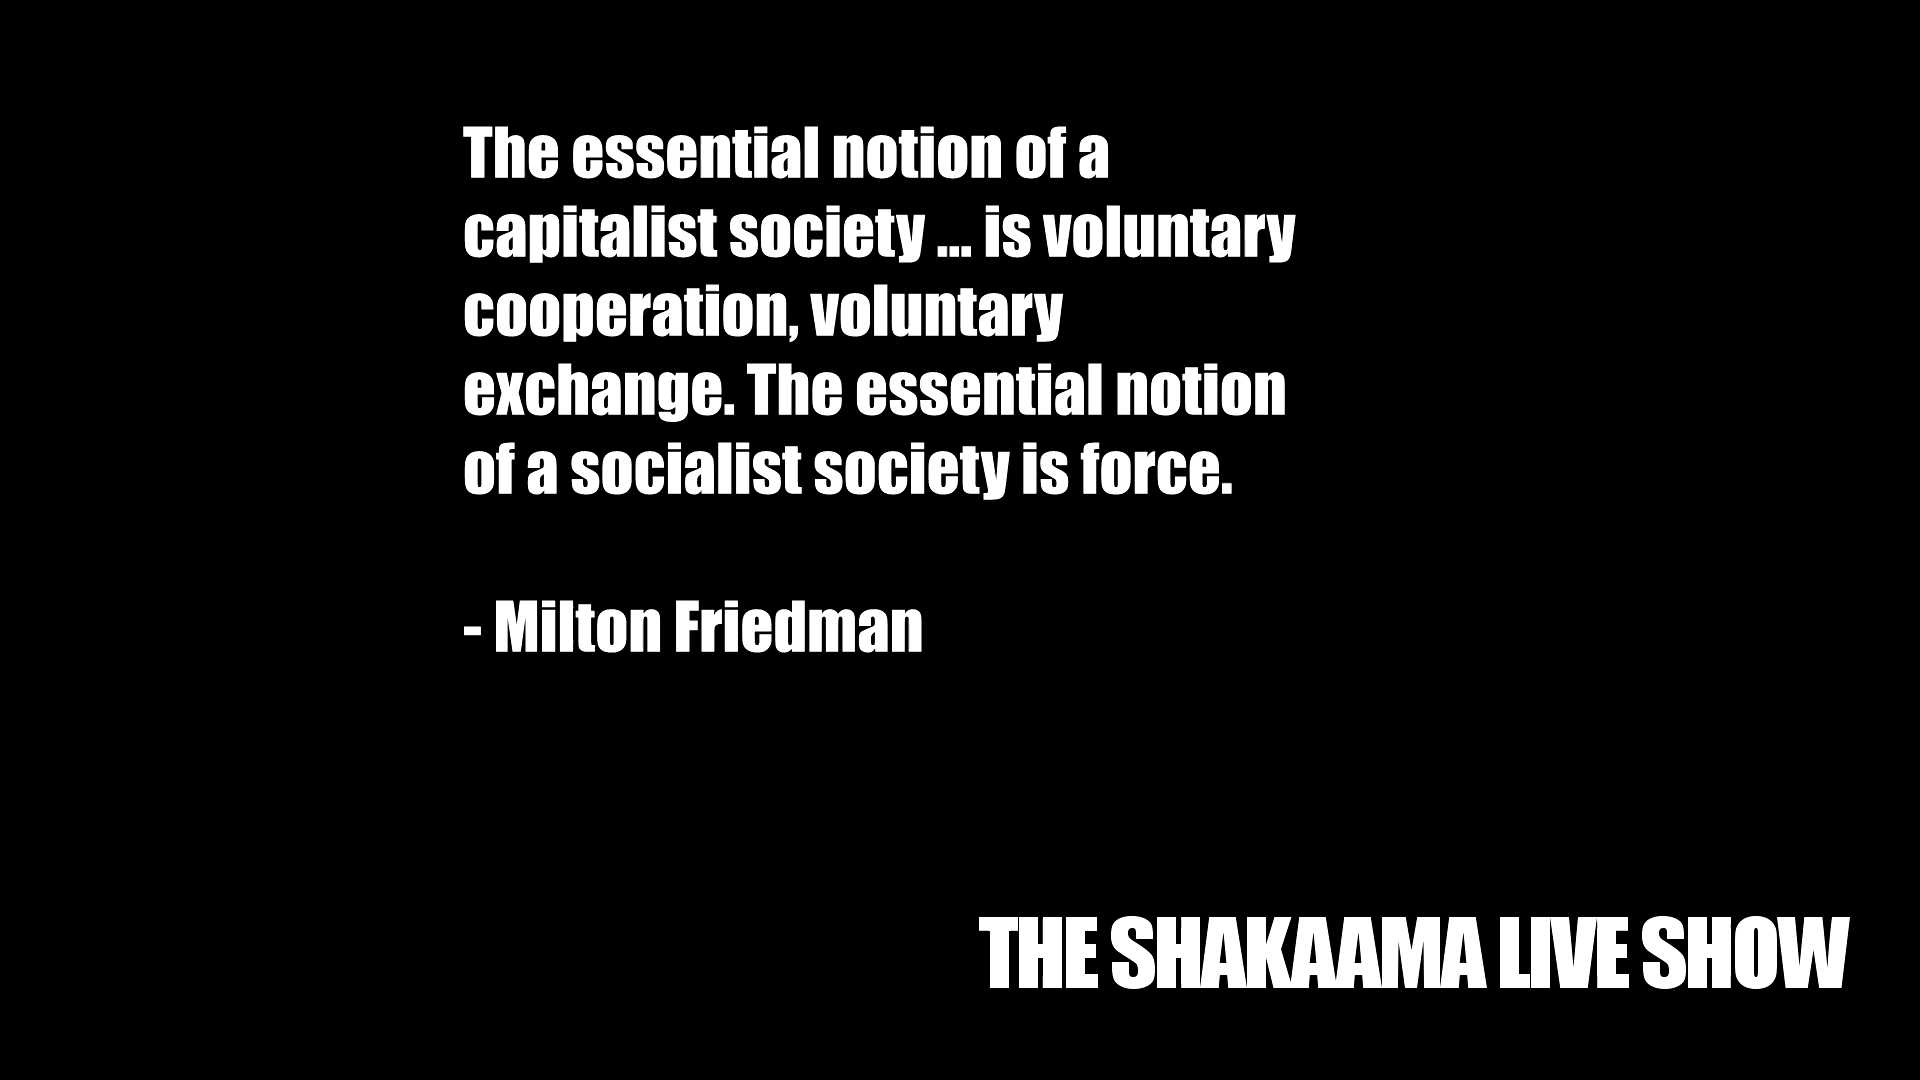 The essential notion of a
capitalist society ... is voluntary
cooperation, voluntary
exchange. The essential notion
of a socialist society is force.
- Milton Friedman
THE SHAKAAMA LIVE SHOW